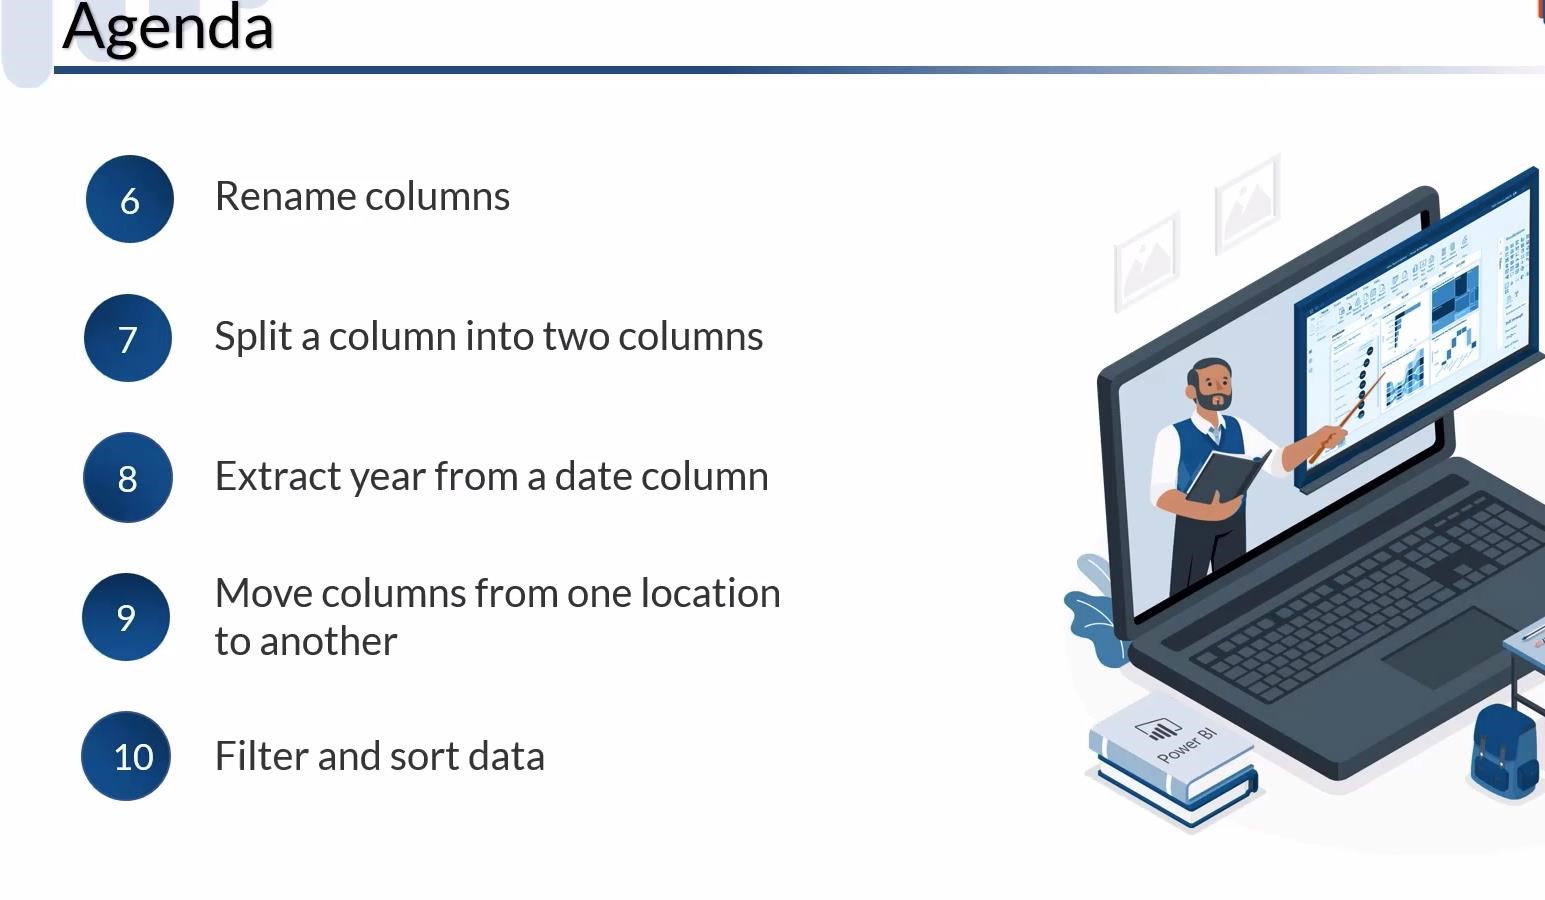 Agenda
6
Rename columns
7
Split a column into two columns
8
Extract year from a date column
9
Move columns from one location
to another
10
Filter and sort data
Power BI